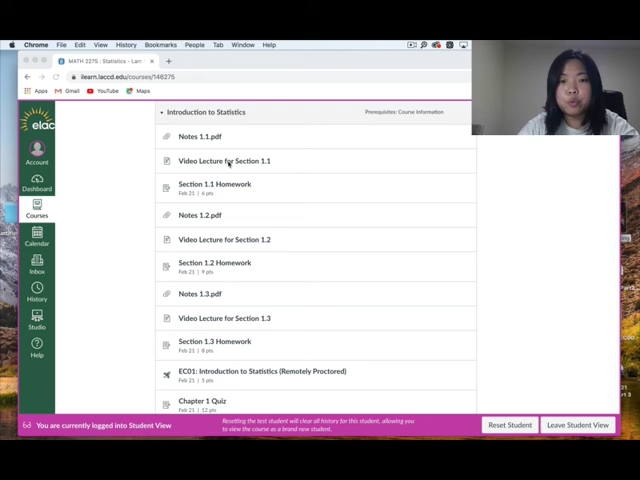 Chrome File Edit View History Bookmarks People Tab Window Help
MATH 227S : Statistics - Larn
ilearn.laccd.edu/courses/146275
Apps Gmail YouTube Maps
elac
Account
Dashboard
Courses
Calendar
Inbox
History
Studio
Help
Introduction to Statistics
Prerequisites: Course Information
Notes 1.1.pdf
Video Lecture for Section 1.1
Section 1.1 Homework
Feb 21 | 6 pts
Notes 1.2.pdf
Video Lecture for Section 1.2
Section 1.2 Homework
Feb 21 | 9 pts
Notes 1.3.pdf
Video Lecture for Section 1.3
Section 1.3 Homework
Feb 21 | 8 pts
EC01: Introduction to Statistics (Remotely Proctored)
Feb 21 | 5 pts
Chapter 1 Quiz
Feb 21 | 12 pts
You are currently logged into Student View
Resetting the test student will clear all history for this student, allowing
you to view the course as a brand new student.
Reset Student
Leave Student View